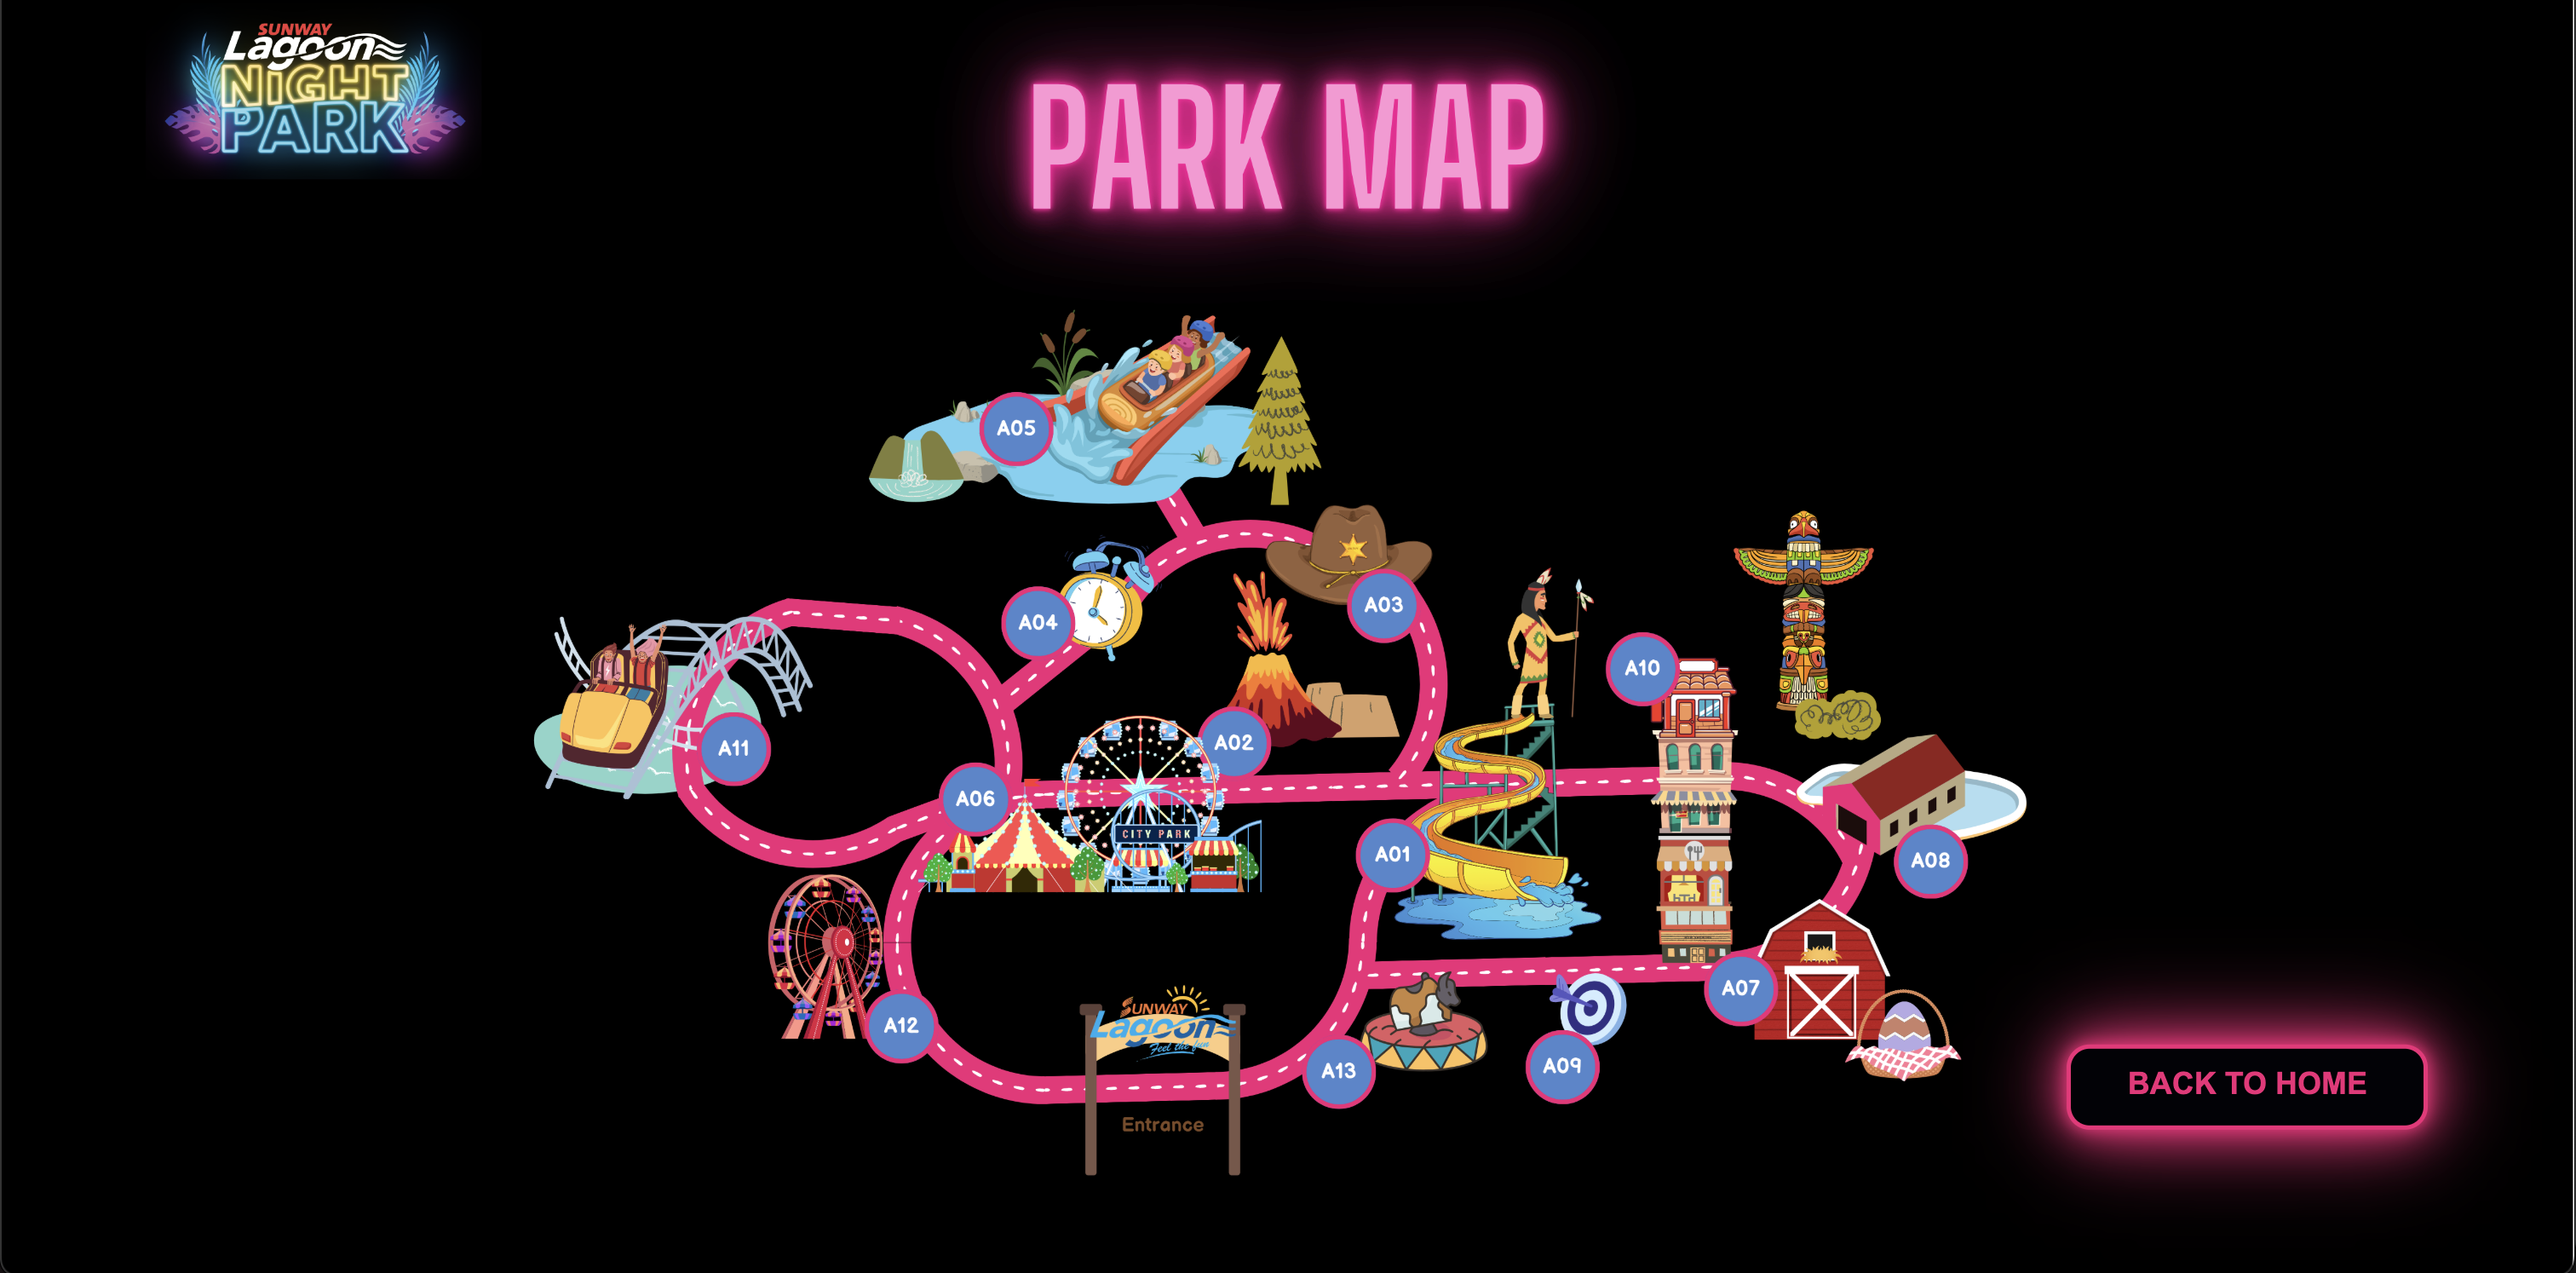 SUNWAY
Lagoon
NIGHT
PARK
PARK MAP
A05
A04
A03
A10
A11
A02
A06
CITY PARK
A01
A08
A07
A12
SUNWAY
Lagoon
Feel the fun
A13
A09
Entrance
BACK TO HOME